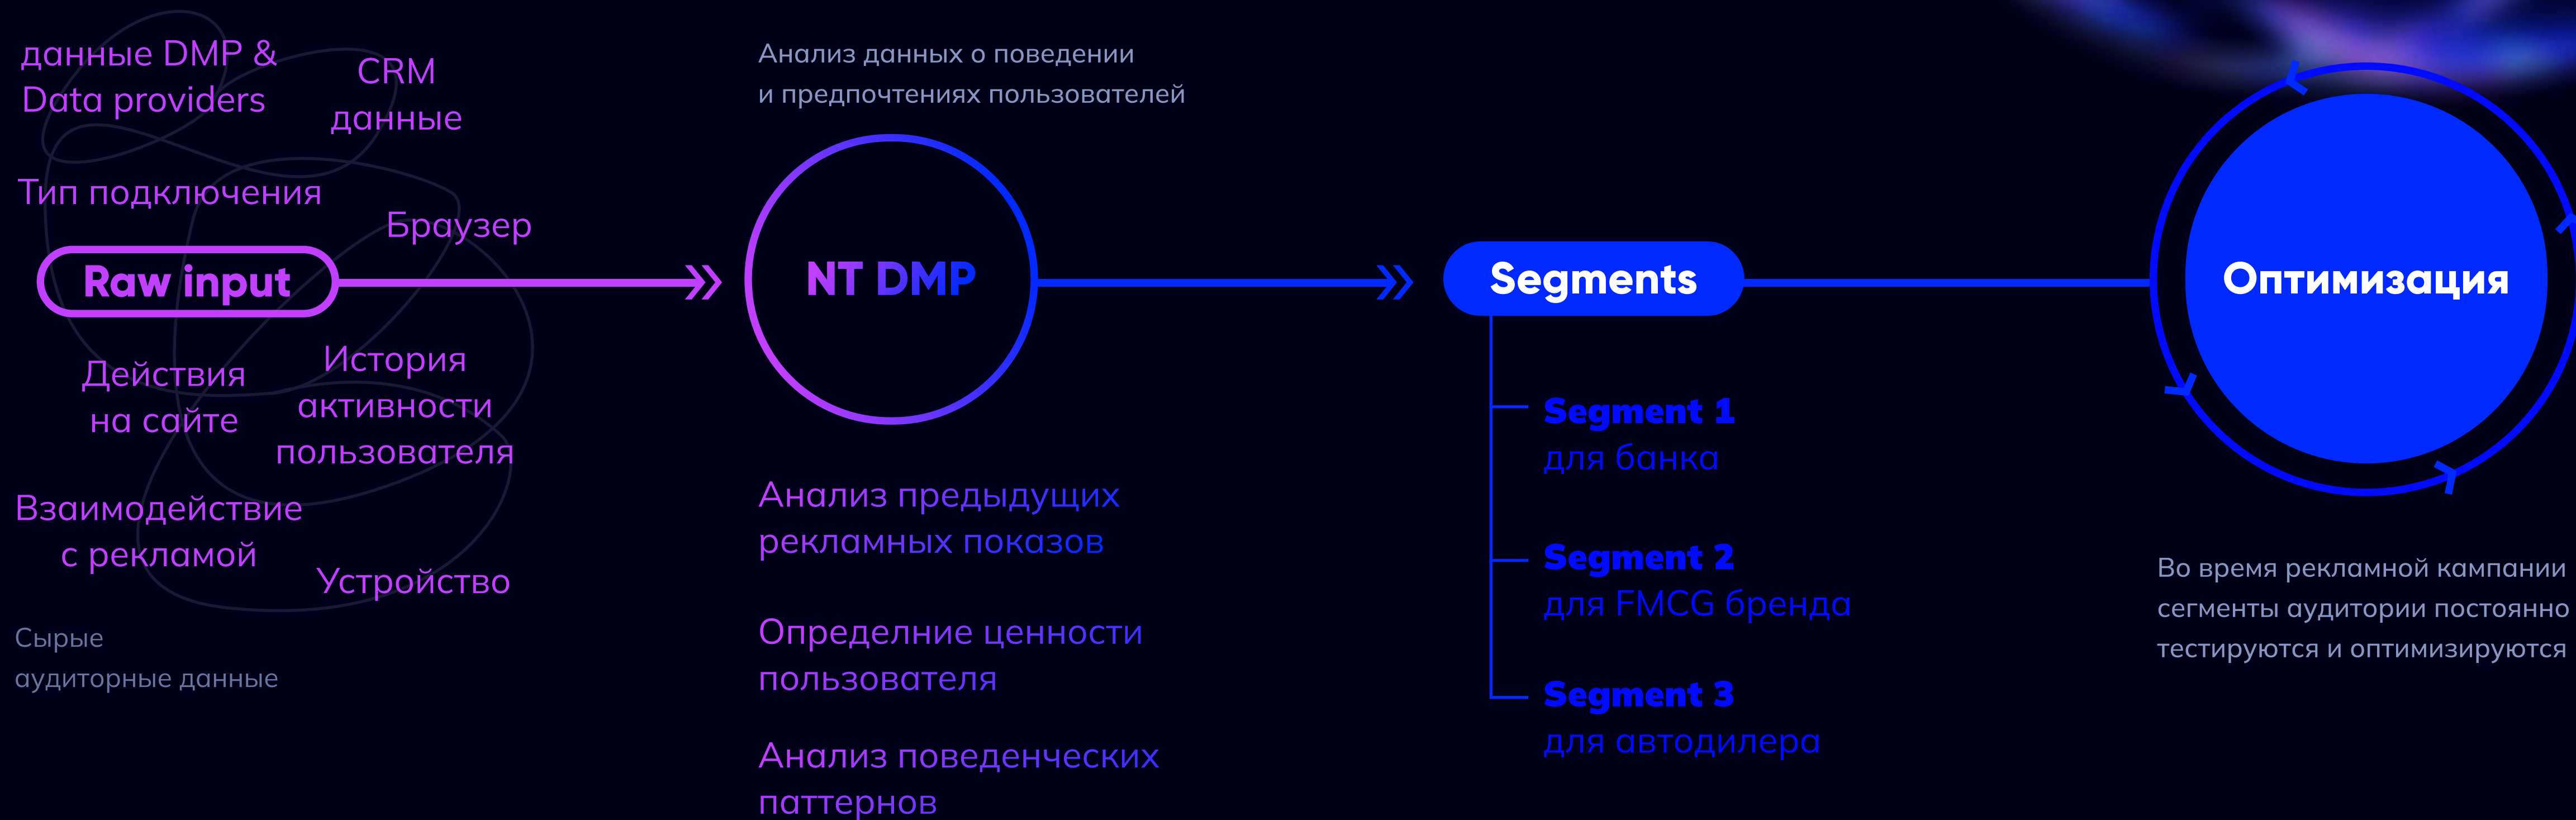 данные DMP &
Data providers
CRM
данные
Тип подключения
Браузер
Raw input
Действия
на сайте
История
активности
пользователя
Взаимодействие
с рекламой
Устройство
Сырые
аудиторные данные
Анализ данных о поведении
и предпочтениях пользователей
NT DMP
Анализ предыдущих
рекламных показов
Определние ценности
пользователя
Анализ поведенческих
паттернов
Segments
Segment 1
для банка
Segment 2
для FMCG бренда
Segment 3
для автодилера
Оптимизация
Во время рекламной кампании
сегменты аудитории постоянно
тестируются и оптимизируются